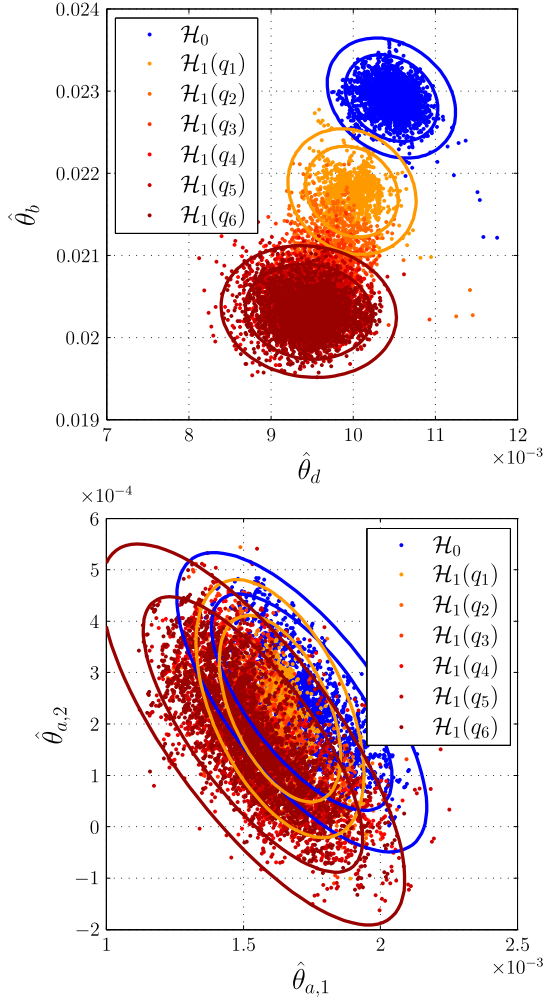 0.024
0.023
0.022
0.021
0.02
0.019
θ̂_b
ℋ₀
ℋ₁(q₁)
ℋ₁(q₂)
ℋ₁(q₃)
ℋ₁(q₄)
ℋ₁(q₅)
ℋ₁(q₆)
7 8 9 10 11 12
×10⁻³
θ̂_d
×10⁻⁴
6
5
4
3
2
1
0
−1
−2
θ̂_{a,2}
ℋ₀
ℋ₁(q₁)
ℋ₁(q₂)
ℋ₁(q₃)
ℋ₁(q₄)
ℋ₁(q₅)
ℋ₁(q₆)
1 1.5 2 2.5
×10⁻³
θ̂_{a,1}